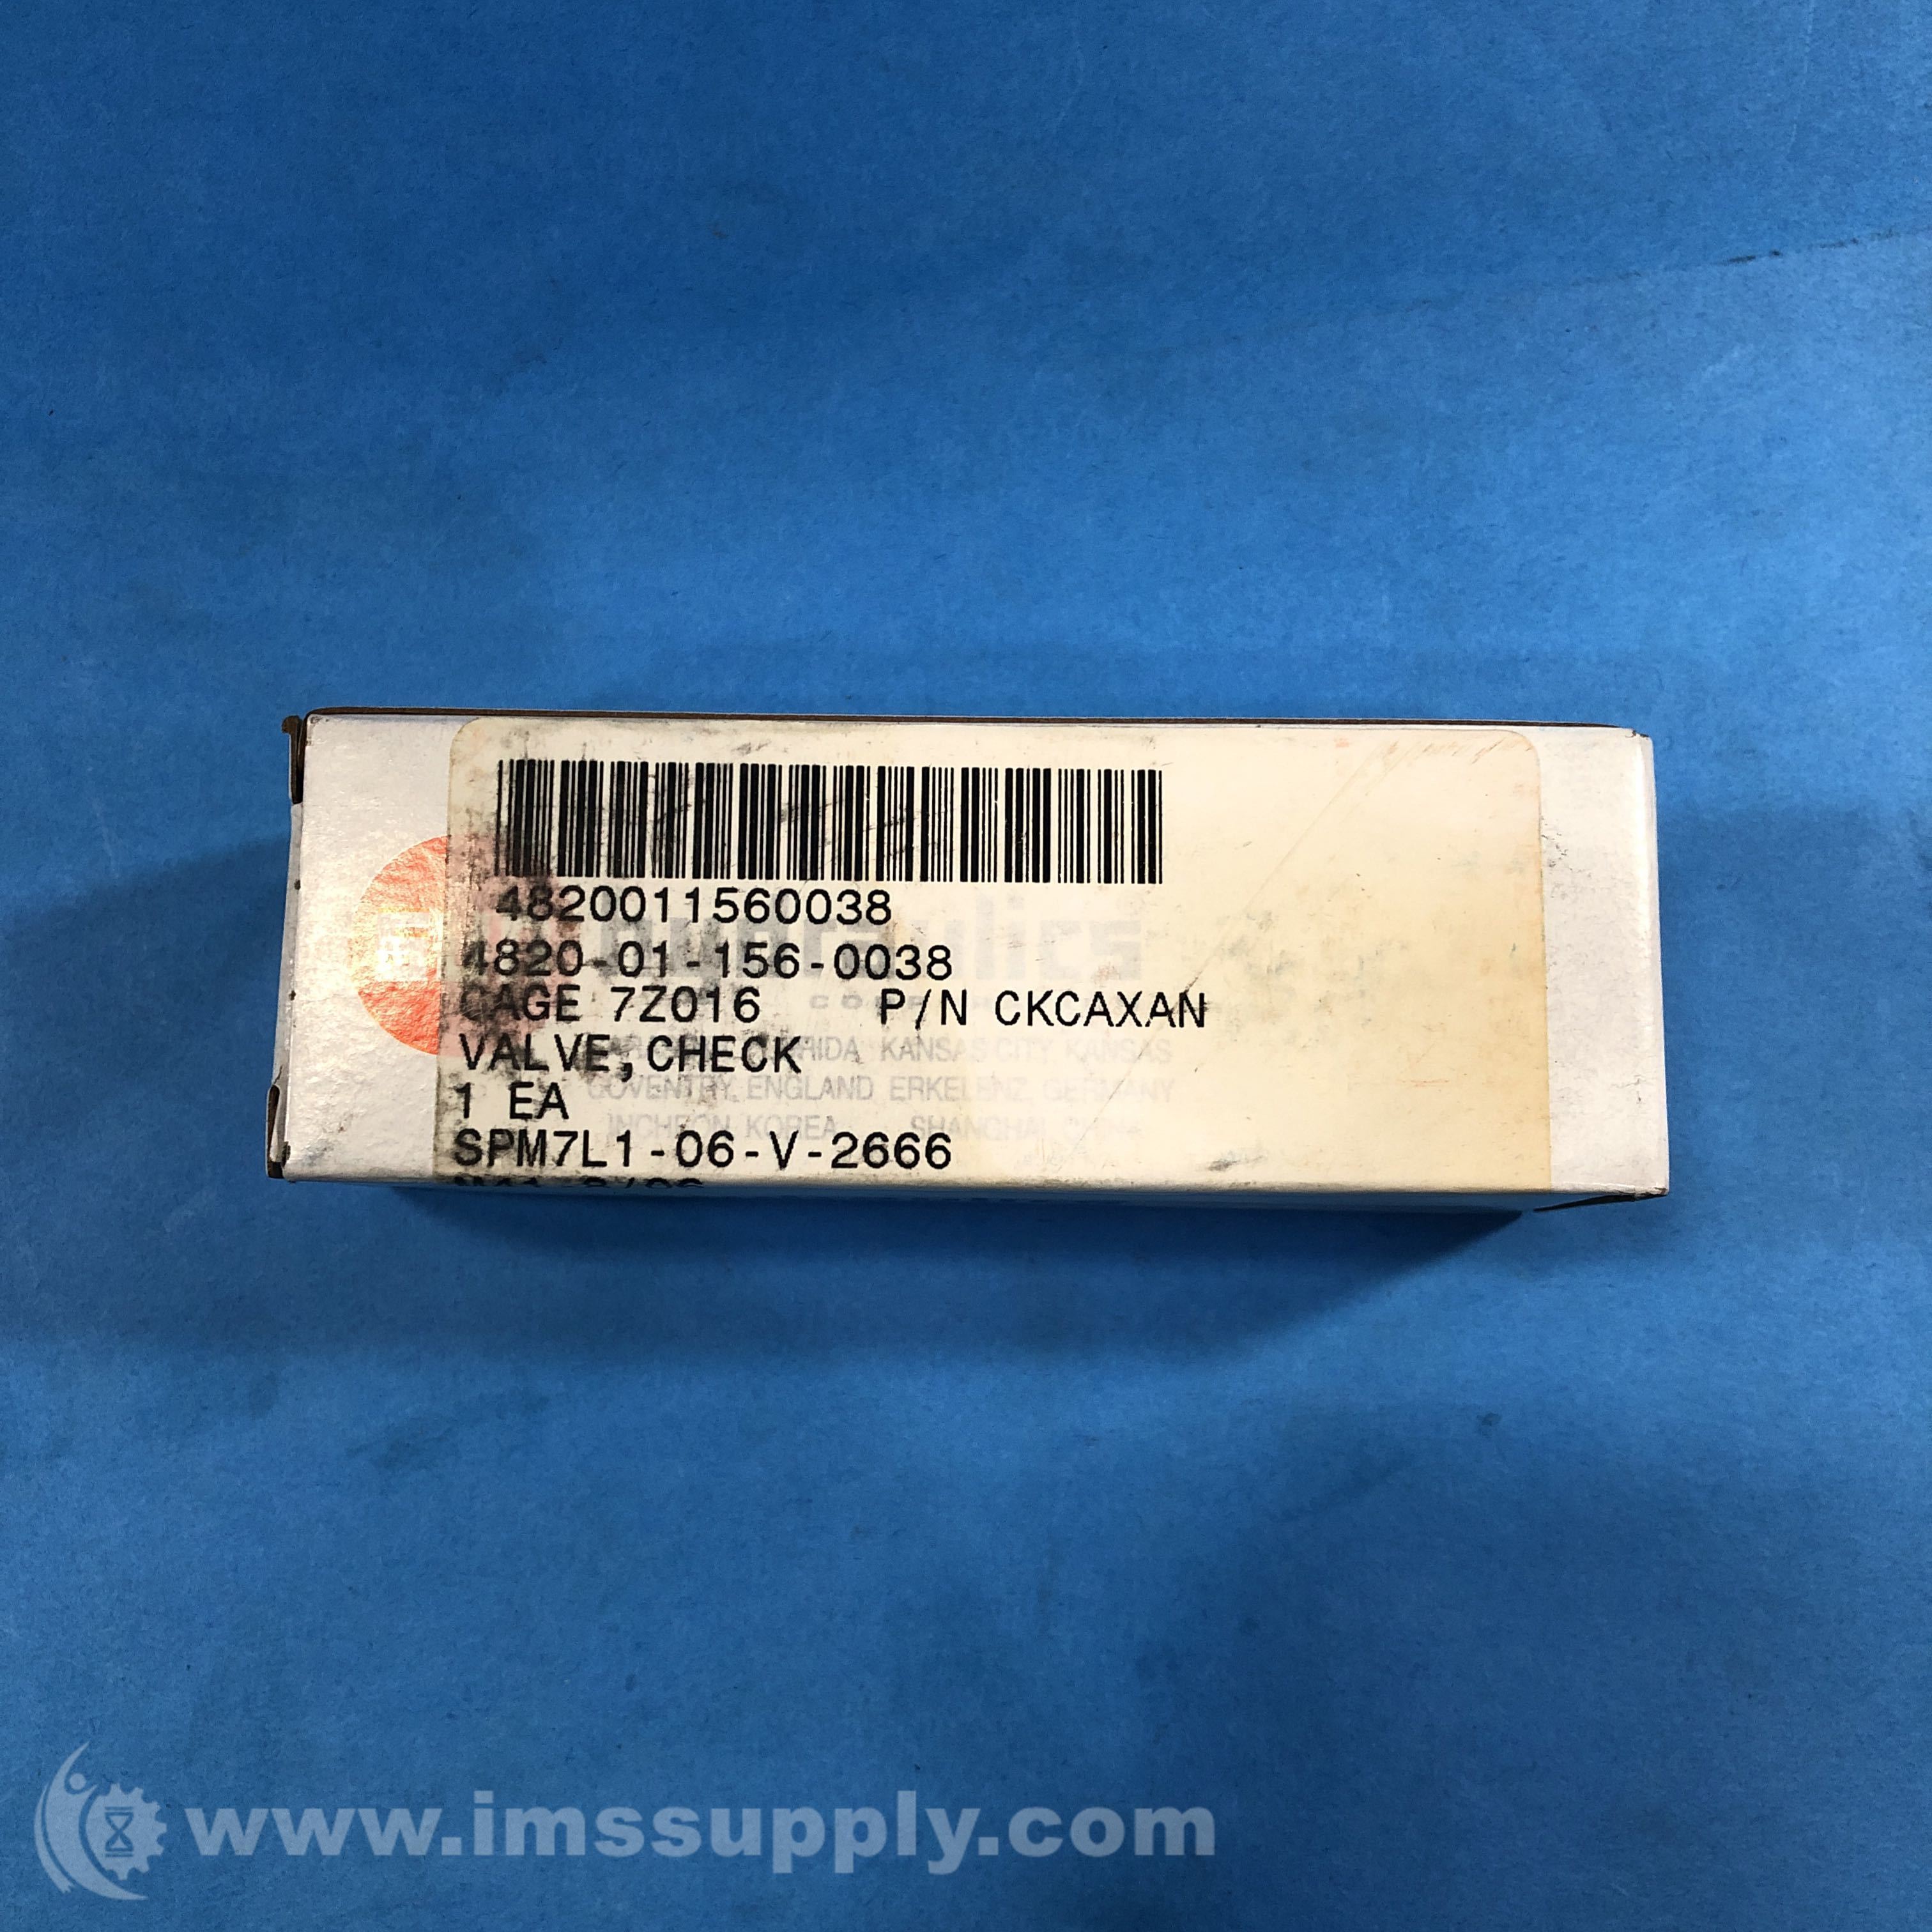 4820011560038
4820-01-156-0038
CAGE 7Z016 P/N CKCAXAN
VALVE,CHECK
1 EA
SPM7L1-06-V-2666
KANSAS CITY, KANSAS
COVENTRY, ENGLAND ERKELENZ, GERMANY
INCHEON, KOREA SHANGHAI, CHINA
www.imssupply.com